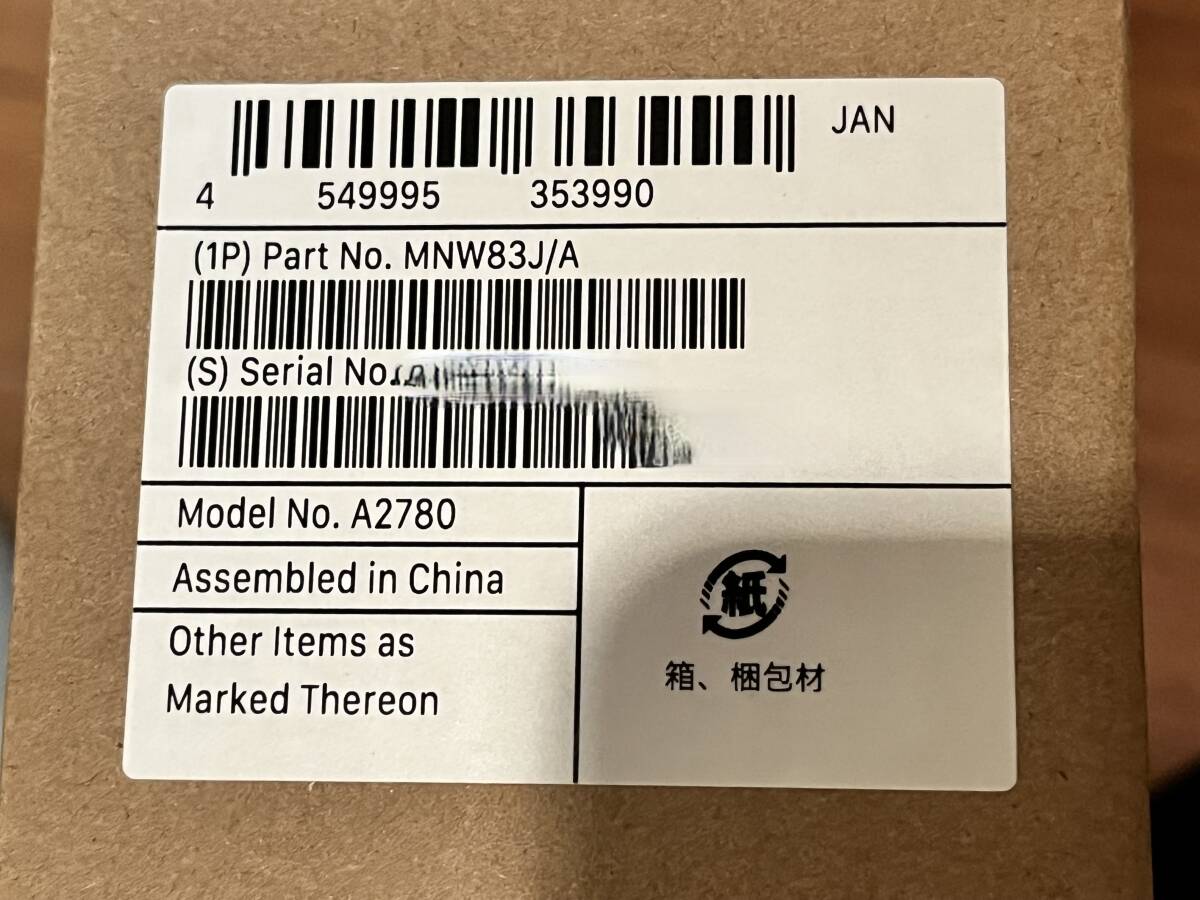 JAN
4 549995 353990
(1P) Part No. MNW83J/A
(S) Serial No.
Model No. A2780
Assembled in China
Other Items as
Marked Thereon
紙
箱、梱包材